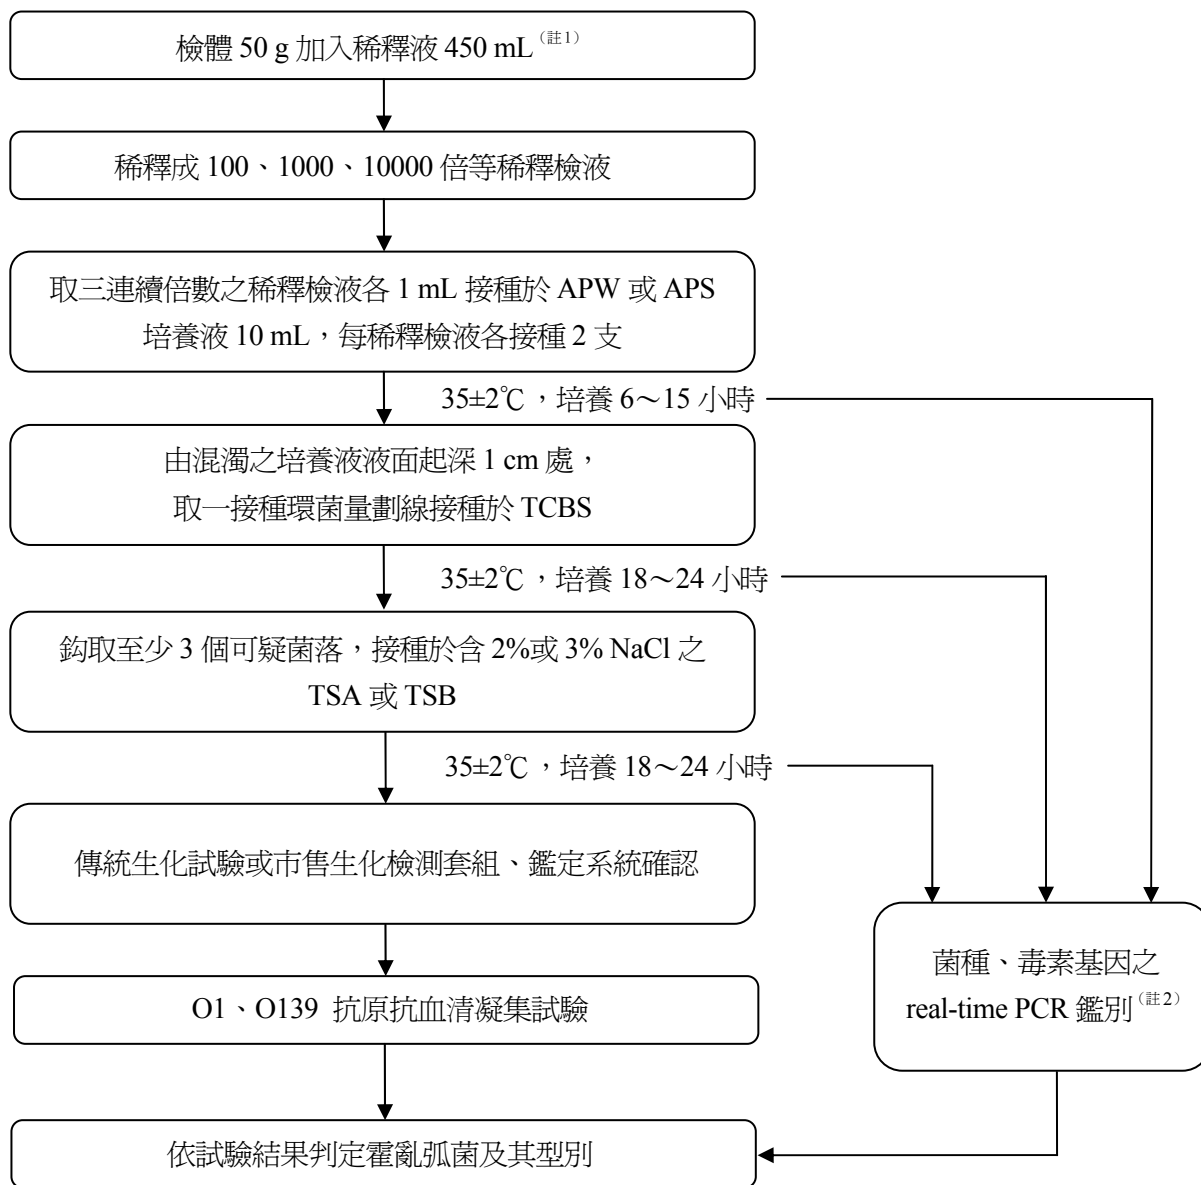 檢體 50 g 加入稀釋液 450 mL（註1）
稀釋成 100、1000、10000 倍等稀釋檢液
取三連續倍數之稀釋檢液各 1 mL 接種於 APW 或 APS
培養液 10 mL，每稀釋檢液各接種 2 支
35±2℃，培養 6～15 小時
由混濁之培養液液面起深 1 cm 處，
取一接種環菌量劃線接種於 TCBS
35±2℃，培養 18～24 小時
鈎取至少 3 個可疑菌落，接種於含 2%或 3% NaCl 之
TSA 或 TSB
35±2℃，培養 18～24 小時
傳統生化試驗或市售生化檢測套組、鑑定系統確認
菌種、毒素基因之
real-time PCR 鑑別（註2）
O1、O139 抗原抗血清凝集試驗
依試驗結果判定霍亂弧菌及其型別